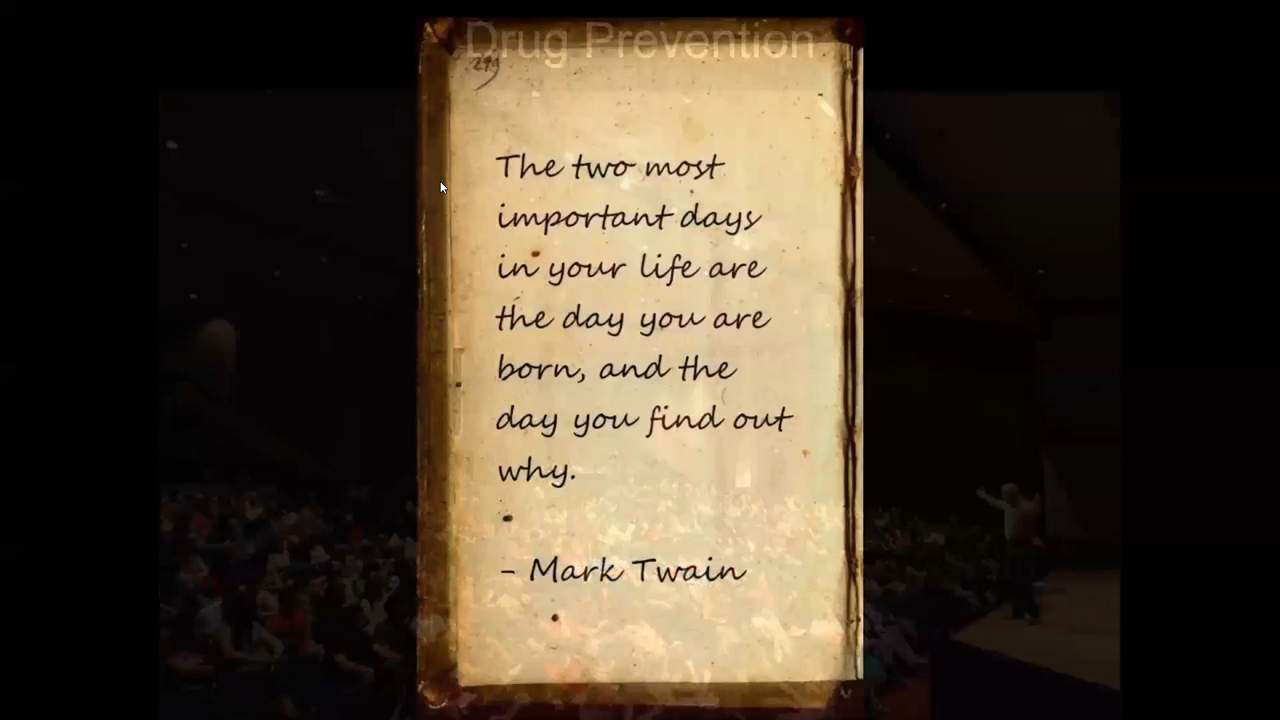 Drug Prevention
249
The two most
important days
in your life are
the day you are
born, and the
day you find out
why.
- Mark Twain